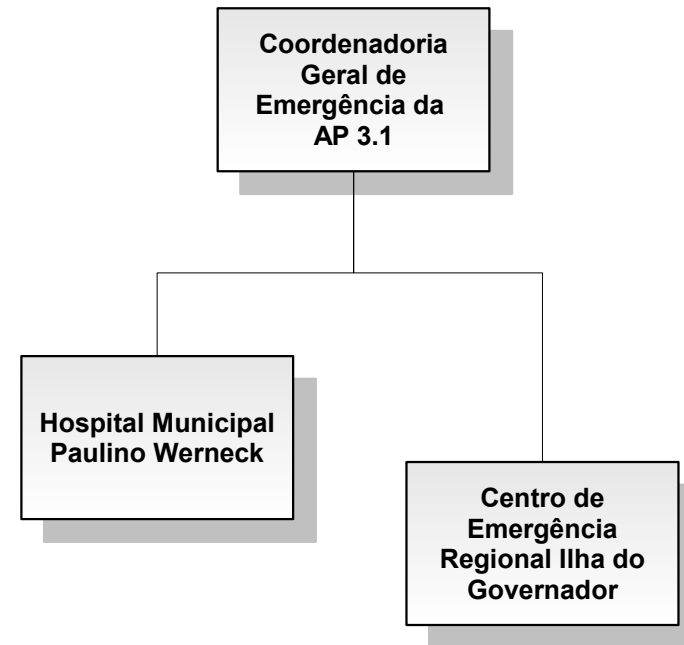 Coordenadoria
Geral de
Emergência da
AP 3.1
Hospital Municipal
Paulino Werneck
Centro de
Emergência
Regional Ilha do
Governador